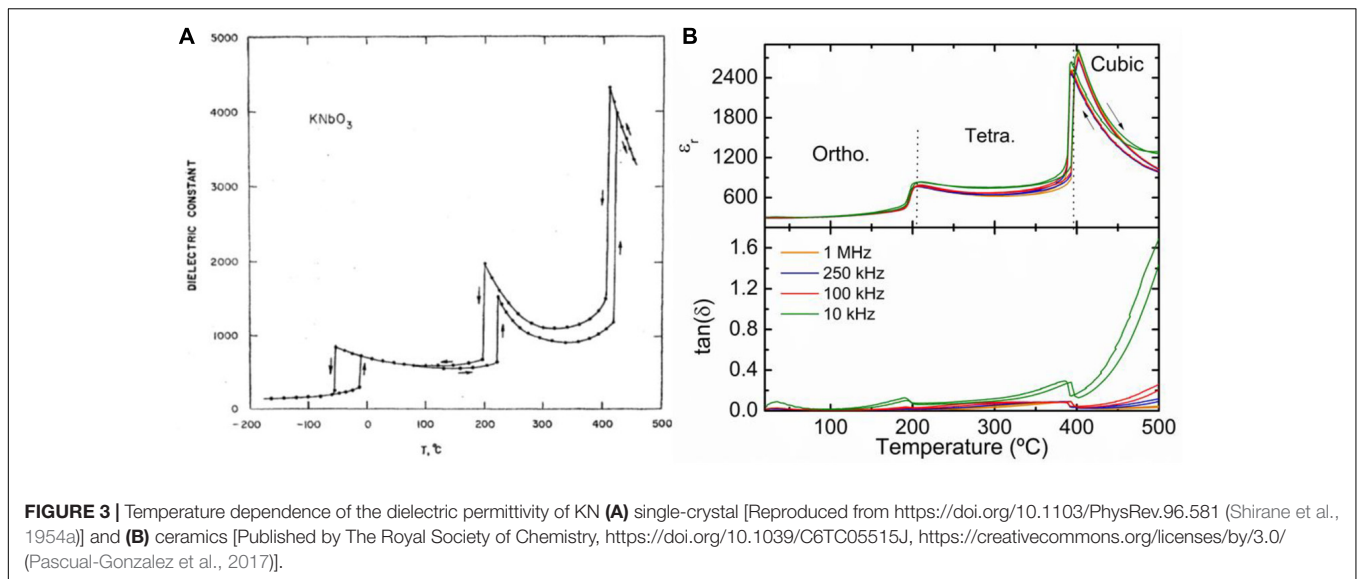 A
5000
4000
3000
2000
1000
0
DIELECTRIC CONSTANT
KNbO3
-200
-100
0
100
200
300
400
500
T, °C
B
2400
1800
1200
600
εr
Ortho.
Tetra.
Cubic
1.6
1.2
0.8
0.4
0.0
tan(δ)
1 MHz
250 kHz
100 kHz
10 kHz
100
200
300
400
500
Temperature (ºC)
FIGURE 3 | Temperature dependence of the dielectric permittivity of KN (A) single-crystal [Reproduced from https://doi.org/10.1103/PhysRev.96.581 (Shirane et al.,
1954a)] and (B) ceramics [Published by The Royal Society of Chemistry, https://doi.org/10.1039/C6TC05515J, https://creativecommons.org/licenses/by/3.0/
(Pascual-Gonzalez et al., 2017)].